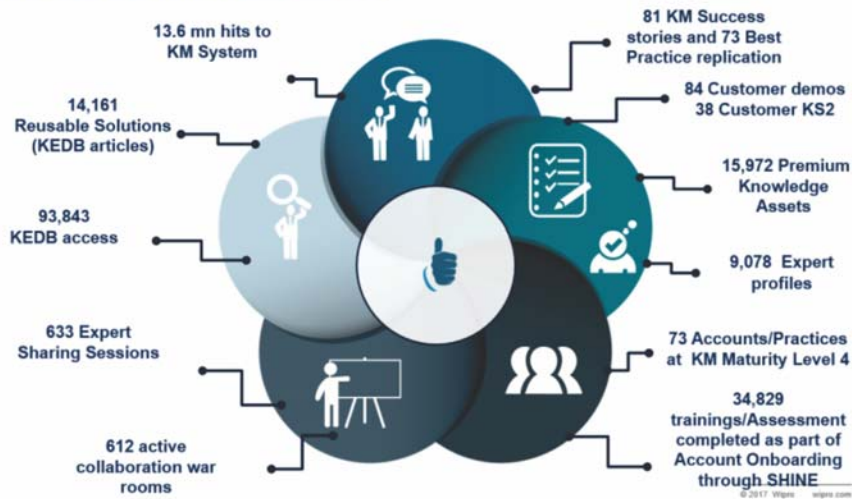 13.6 mn hits to
KM System
81 KM Success
stories and 73 Best
Practice replication
14,161
Reusable Solutions
(KEDB articles)
84 Customer demos
38 Customer KS2
15,972 Premium
Knowledge
Assets
93,843
KEDB access
9,078 Expert
profiles
633 Expert
Sharing Sessions
73 Accounts/Practices
at KM Maturity Level 4
612 active
collaboration war
rooms
34,829
trainings/Assessment
completed as part of
Account Onboarding
through SHINE
© 2017 Wipro wipro.com